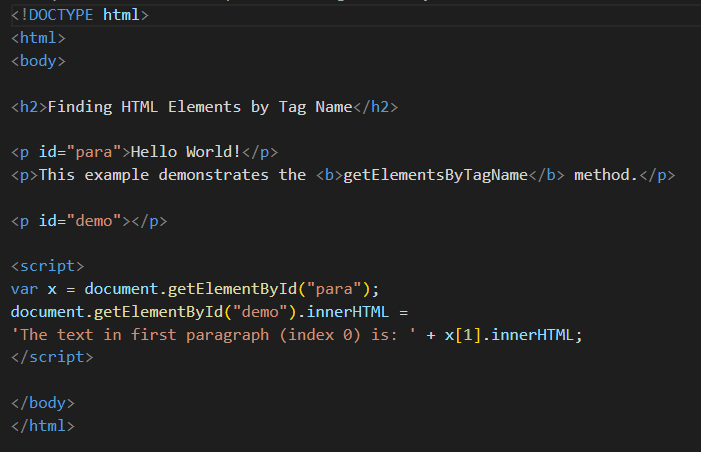 <!DOCTYPE html>
<html>
<body>
<h2>Finding HTML Elements by Tag Name</h2>
<p id="para">Hello World!</p>
<p>This example demonstrates the <b>getElementsByTagName</b> method.</p>
<p id="demo"></p>
<script>
var x = document.getElementById("para");
document.getElementById("demo").innerHTML =
'The text in first paragraph (index 0) is: ' + x[1].innerHTML;
</script>
</body>
</html>